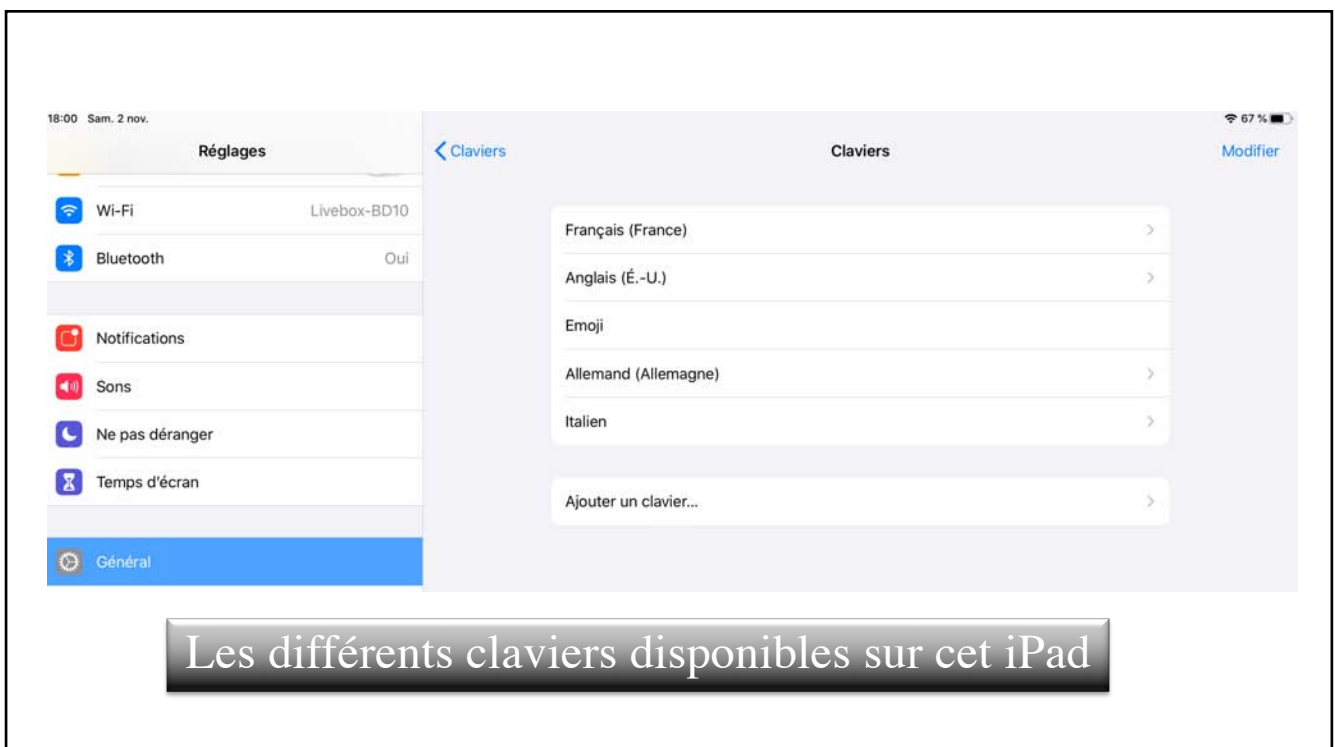 18:00 Sam. 2 nov.
67 %
Réglages
Wi-Fi Livebox-BD10
Bluetooth Oui
Notifications
Sons
Ne pas déranger
Temps d'écran
Général
Claviers
Claviers
Modifier
Français (France)
Anglais (É.-U.)
Emoji
Allemand (Allemagne)
Italien
Ajouter un clavier...
Les différents claviers disponibles sur cet iPad